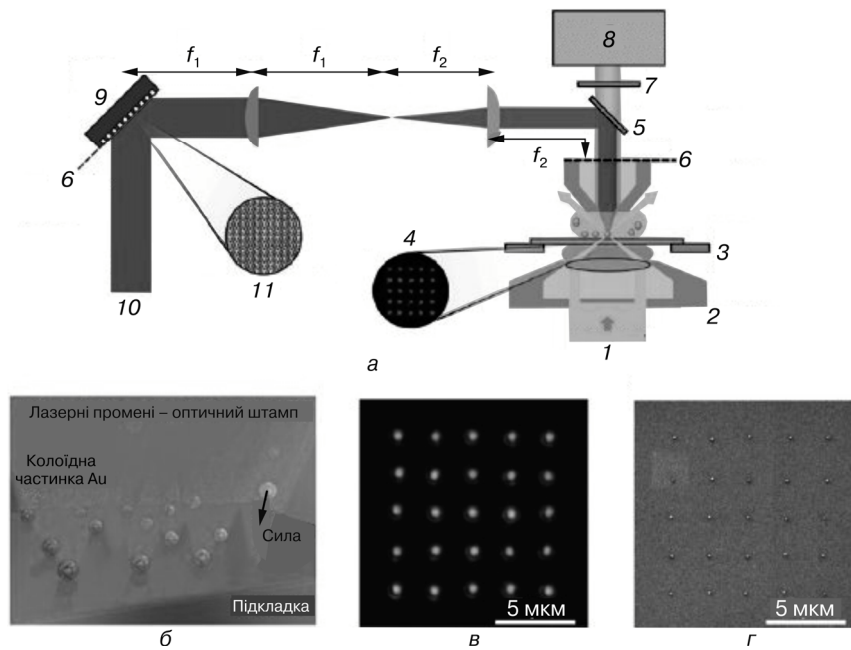 f1
f1
f2
8
9
7
5
6
f2
6
4
3
11
10
2
1
а
Лазерні промені – оптичний штамп
Колоїдна
частинка Au
Сила
Підкладка
5 мкм
5 мкм
б
в
г